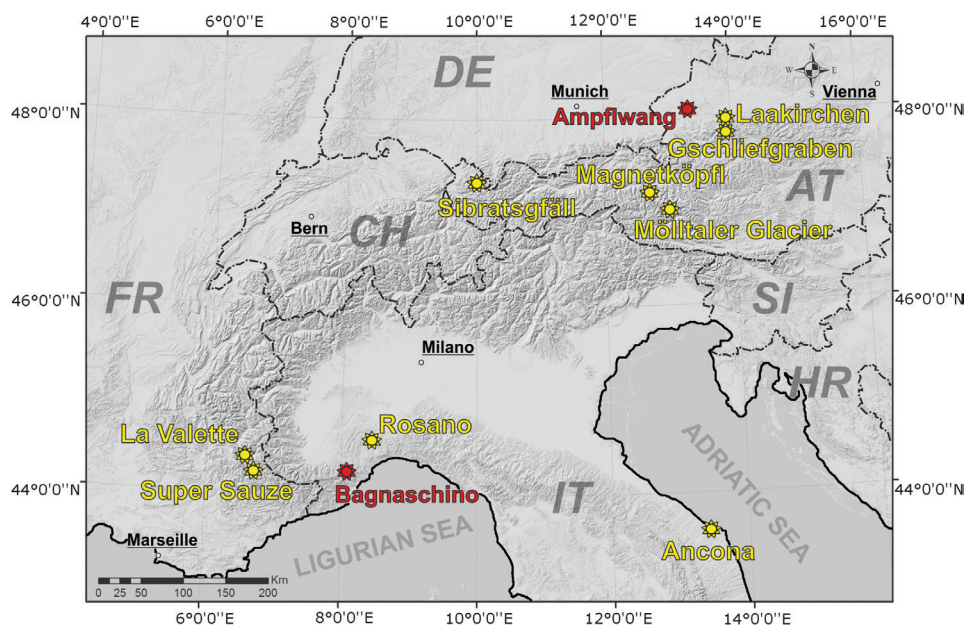 4°0'0"E 6°0'0"E 8°0'0"E 10°0'0"E 12°0'0"E 14°0'0"E 16°0'0"E
N
W E
S
DE
Munich
Vienna
48°0'0"N
48°0'0"N
Ampflwang
Laakirchen
Gschliefgraben
Magnetköpfl
AT
Sibratsgfäll
Mölltaler Glacier
Bern
CH
46°0'0"N
46°0'0"N
FR
SI
Milano
HR
La Valette
Rosano
Super Sauze
Bagnaschino
44°0'0"N
44°0'0"N
IT
ADRIATIC SEA
Marseille
LIGURIAN SEA
Ancona
Km
0 25 50 100 150 200
6°0'0"E 8°0'0"E 10°0'0"E 12°0'0"E 14°0'0"E